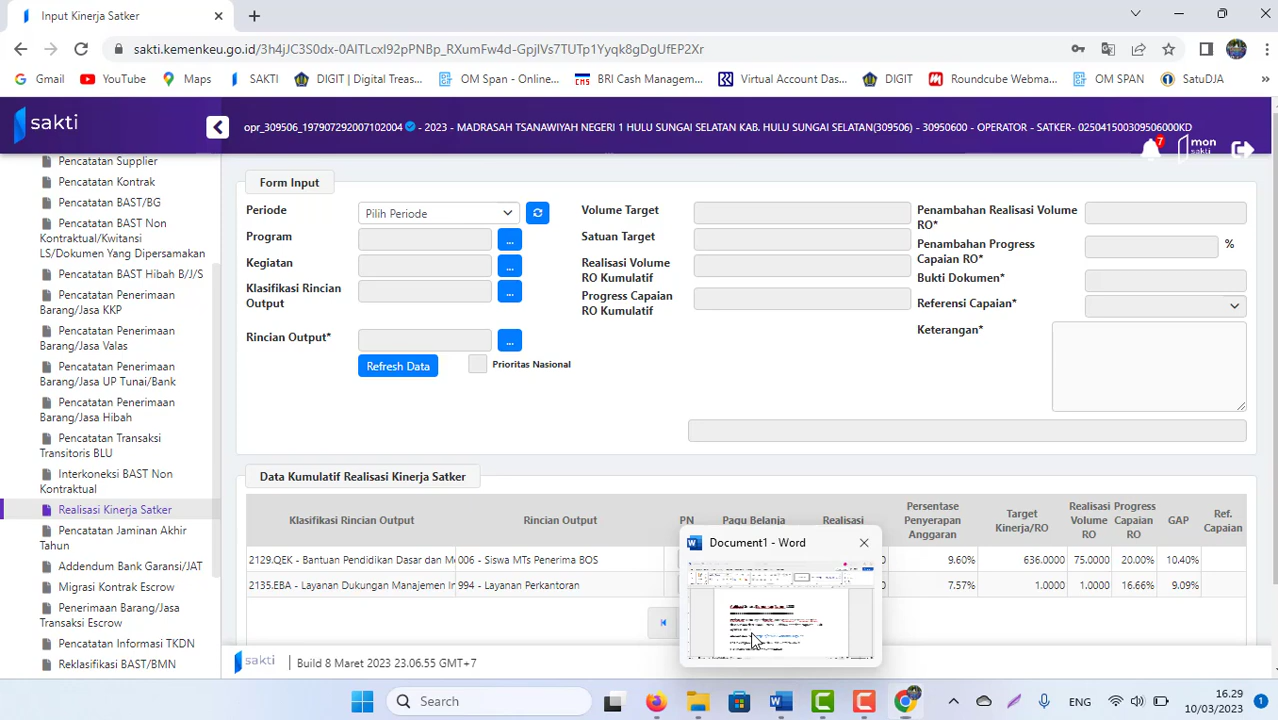 Input Kinerja Satker
sakti.kemenkeu.go.id/3h4jJC3S0dx-0AITLcxl92pPNBp_RXumFw4d-GpjlVs7TUTp1Yyqk8gDgUfEP2Xr
Gmail YouTube Maps SAKTI DIGIT | Digital Treas... OM Span - Online... CMS BRI Cash Managem... Virtual Account Das... DIGIT Roundcube Webma... OM SPAN SatuDJA »
sakti
opr_309506_197907292007102004 - 2023 - MADRASAH TSANAWIYAH NEGERI 1 HULU SUNGAI SELATAN KAB. HULU SUNGAI SELATAN(309506) - 30950600 - OPERATOR - SATKER- 025041500309506000KD
7
mon
sakti
Pencatatan Supplier
Pencatatan Kontrak
Pencatatan BAST/BG
Pencatatan BAST Non
Kontraktual/Kwitansi
LS/Dokumen Yang Dipersamakan
Pencatatan BAST Hibah B/J/S
Pencatatan Penerimaan
Barang/Jasa KKP
Pencatatan Penerimaan
Barang/Jasa Valas
Pencatatan Penerimaan
Barang/Jasa UP Tunai/Bank
Pencatatan Penerimaan
Barang/Jasa Hibah
Pencatatan Transaksi
Transitoris BLU
Interkoneksi BAST Non
Kontraktual
Realisasi Kinerja Satker
Pencatatan Jaminan Akhir
Tahun
Addendum Bank Garansi/JAT
Migrasi Kontrak Escrow
Penerimaan Barang/Jasa
Transaksi Escrow
Pencatatan Informasi TKDN
Reklasifikasi BAST/BMN
Form Input
Periode
Pilih Periode
Program
...
Kegiatan
...
Klasifikasi Rincian
Output
...
Rincian Output*
...
Refresh Data
Prioritas Nasional
Volume Target
Satuan Target
Realisasi Volume
RO Kumulatif
Progress Capaian
RO Kumulatif
Penambahan Realisasi Volume
RO*
Penambahan Progress
Capaian RO*
%
Bukti Dokumen*
Referensi Capaian*
Keterangan*
Data Kumulatif Realisasi Kinerja Satker
Klasifikasi Rincian Output Rincian Output PN Pagu Belanja Realisasi Persentase Penyerapan Anggaran Target Kinerja/RO Realisasi Volume RO Progress Capaian RO GAP Ref. Capaian
2129.QEK - Bantuan Pendidikan Dasar dan M 006 - Siswa MTs Penerima BOS 9.60% 636.0000 75.0000 20.00% 10.40%
2135.EBA - Layanan Dukungan Manajemen Ir 994 - Layanan Perkantoran 7.57% 1.0000 1.0000 16.66% 9.09%
Document1 - Word
sakti Build 8 Maret 2023 23.06.55 GMT+7
Search
ENG
16.29
10/03/2023
1